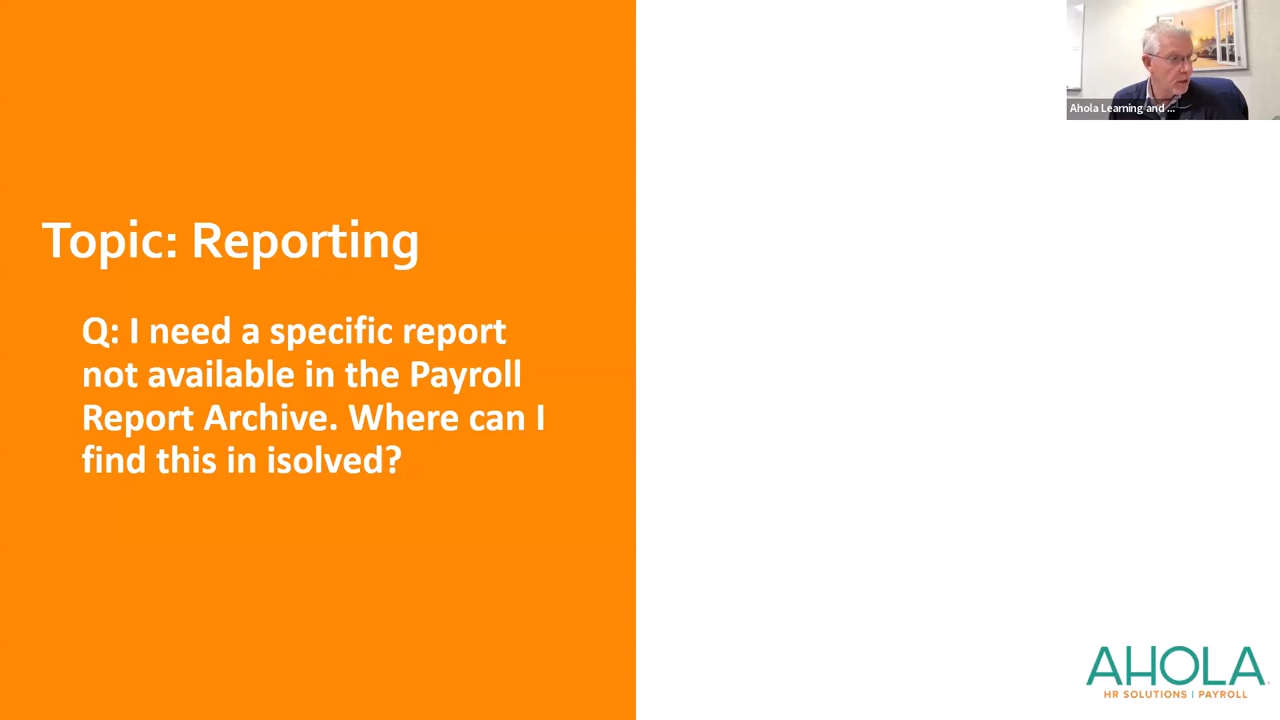 Ahola Learning and ...
Topic: Reporting
Q: I need a specific report
not available in the Payroll
Report Archive. Where can I
find this in isolved?
AHOLA
HR SOLUTIONS | PAYROLL